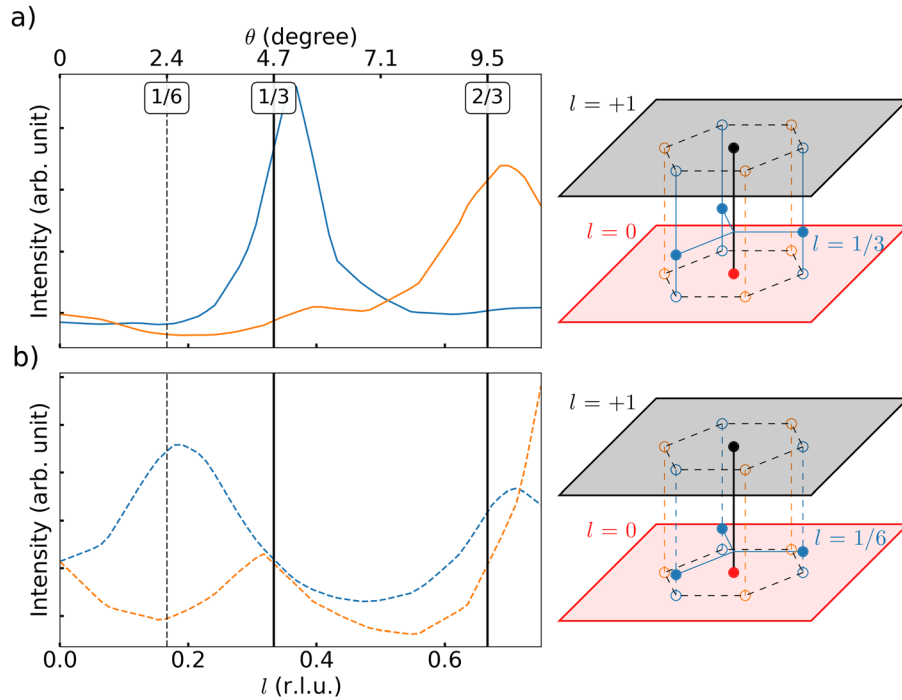 a)
θ (degree)
0 2.4 4.7 7.1 9.5
1/6 1/3 2/3
Intensity (arb. unit)
l = +1
l = 0
l = 1/3
b)
Intensity (arb. unit)
l = +1
l = 0
l = 1/6
0.0 0.2 0.4 0.6
l (r.l.u.)